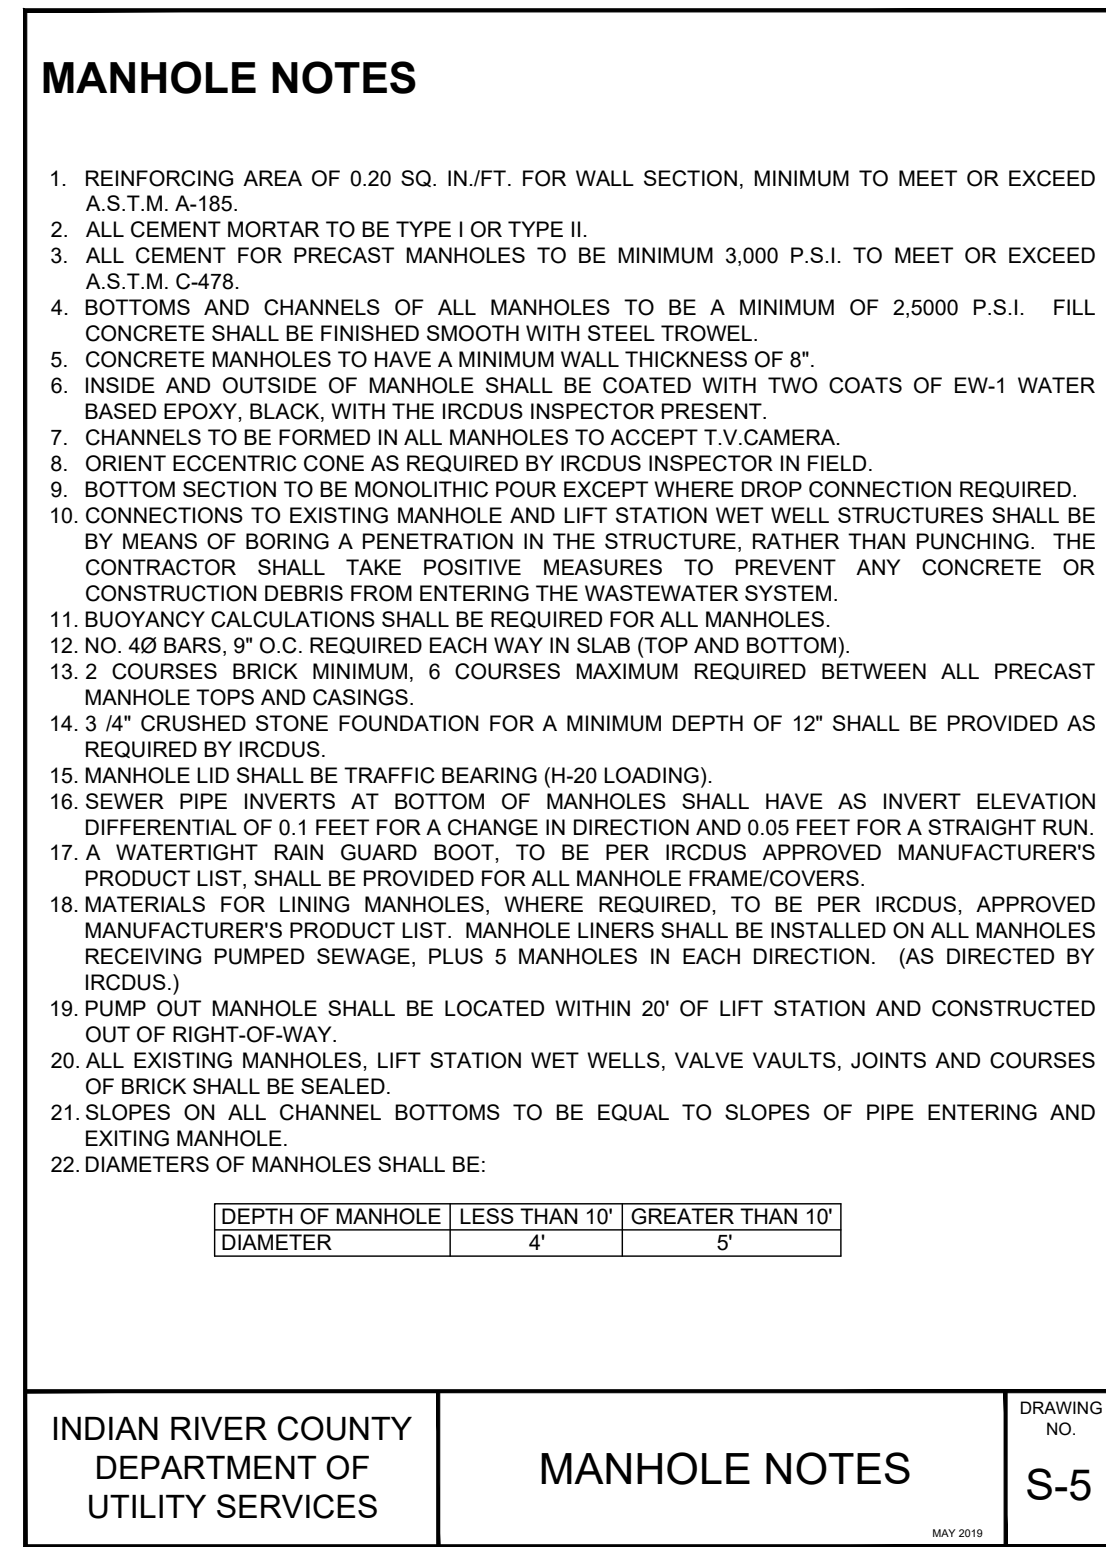 MANHOLE NOTES
1. REINFORCING AREA OF 0.20 SQ. IN./FT. FOR WALL SECTION, MINIMUM TO MEET OR EXCEED
A.S.T.M. A-185.
2. ALL CEMENT MORTAR TO BE TYPE I OR TYPE II.
3. ALL CEMENT FOR PRECAST MANHOLES TO BE MINIMUM 3,000 P.S.I. TO MEET OR EXCEED
A.S.T.M. C-478.
4. BOTTOMS AND CHANNELS OF ALL MANHOLES TO BE A MINIMUM OF 2,5000 P.S.I. FILL
CONCRETE SHALL BE FINISHED SMOOTH WITH STEEL TROWEL.
5. CONCRETE MANHOLES TO HAVE A MINIMUM WALL THICKNESS OF 8".
6. INSIDE AND OUTSIDE OF MANHOLE SHALL BE COATED WITH TWO COATS OF EW-1 WATER
BASED EPOXY, BLACK, WITH THE IRCDUS INSPECTOR PRESENT.
7. CHANNELS TO BE FORMED IN ALL MANHOLES TO ACCEPT T.V.CAMERA.
8. ORIENT ECCENTRIC CONE AS REQUIRED BY IRCDUS INSPECTOR IN FIELD.
9. BOTTOM SECTION TO BE MONOLITHIC POUR EXCEPT WHERE DROP CONNECTION REQUIRED.
10. CONNECTIONS TO EXISTING MANHOLE AND LIFT STATION WET WELL STRUCTURES SHALL BE
BY MEANS OF BORING A PENETRATION IN THE STRUCTURE, RATHER THAN PUNCHING. THE
CONTRACTOR SHALL TAKE POSITIVE MEASURES TO PREVENT ANY CONCRETE OR
CONSTRUCTION DEBRIS FROM ENTERING THE WASTEWATER SYSTEM.
11. BUOYANCY CALCULATIONS SHALL BE REQUIRED FOR ALL MANHOLES.
12. NO. 4Ø BARS, 9" O.C. REQUIRED EACH WAY IN SLAB (TOP AND BOTTOM).
13. 2 COURSES BRICK MINIMUM, 6 COURSES MAXIMUM REQUIRED BETWEEN ALL PRECAST
MANHOLE TOPS AND CASINGS.
14. 3 /4" CRUSHED STONE FOUNDATION FOR A MINIMUM DEPTH OF 12" SHALL BE PROVIDED AS
REQUIRED BY IRCDUS.
15. MANHOLE LID SHALL BE TRAFFIC BEARING (H-20 LOADING).
16. SEWER PIPE INVERTS AT BOTTOM OF MANHOLES SHALL HAVE AS INVERT ELEVATION
DIFFERENTIAL OF 0.1 FEET FOR A CHANGE IN DIRECTION AND 0.05 FEET FOR A STRAIGHT RUN.
17. A WATERTIGHT RAIN GUARD BOOT, TO BE PER IRCDUS APPROVED MANUFACTURER'S
PRODUCT LIST, SHALL BE PROVIDED FOR ALL MANHOLE FRAME/COVERS.
18. MATERIALS FOR LINING MANHOLES, WHERE REQUIRED, TO BE PER IRCDUS, APPROVED
MANUFACTURER'S PRODUCT LIST. MANHOLE LINERS SHALL BE INSTALLED ON ALL MANHOLES
RECEIVING PUMPED SEWAGE, PLUS 5 MANHOLES IN EACH DIRECTION. (AS DIRECTED BY
IRCDUS.)
19. PUMP OUT MANHOLE SHALL BE LOCATED WITHIN 20' OF LIFT STATION AND CONSTRUCTED
OUT OF RIGHT-OF-WAY.
20. ALL EXISTING MANHOLES, LIFT STATION WET WELLS, VALVE VAULTS, JOINTS AND COURSES
OF BRICK SHALL BE SEALED.
21. SLOPES ON ALL CHANNEL BOTTOMS TO BE EQUAL TO SLOPES OF PIPE ENTERING AND
EXITING MANHOLE.
22. DIAMETERS OF MANHOLES SHALL BE:
DEPTH OF MANHOLE LESS THAN 10' GREATER THAN 10'
DIAMETER 4' 5'
INDIAN RIVER COUNTY
DEPARTMENT OF
UTILITY SERVICES
MANHOLE NOTES
MAY 2019
DRAWING
NO.
S-5